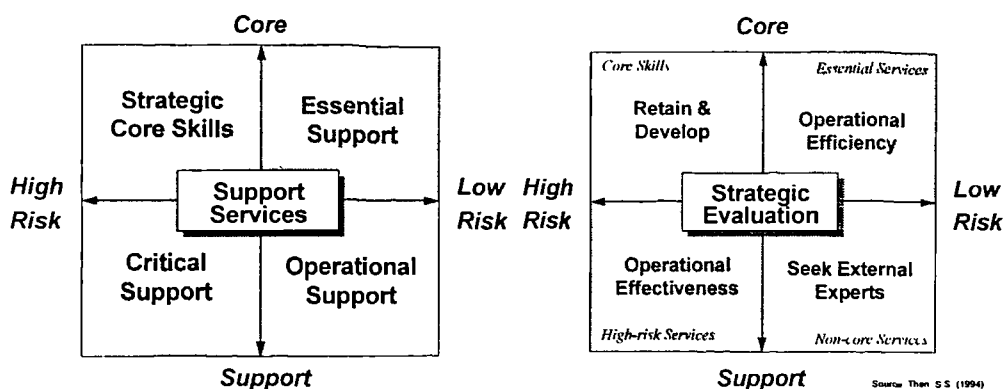 Core
Strategic
Core Skills
Essential
Support
High
Risk
Support
Services
Low
Risk
Critical
Support
Operational
Support
Support
Core
Core Skills
Essential Services
Retain &
Develop
Operational
Efficiency
High
Risk
Strategic
Evaluation
Low
Risk
Operational
Effectiveness
Seek External
Experts
High-risk Services
Non-core Services
Support
Source Then S S (1994)